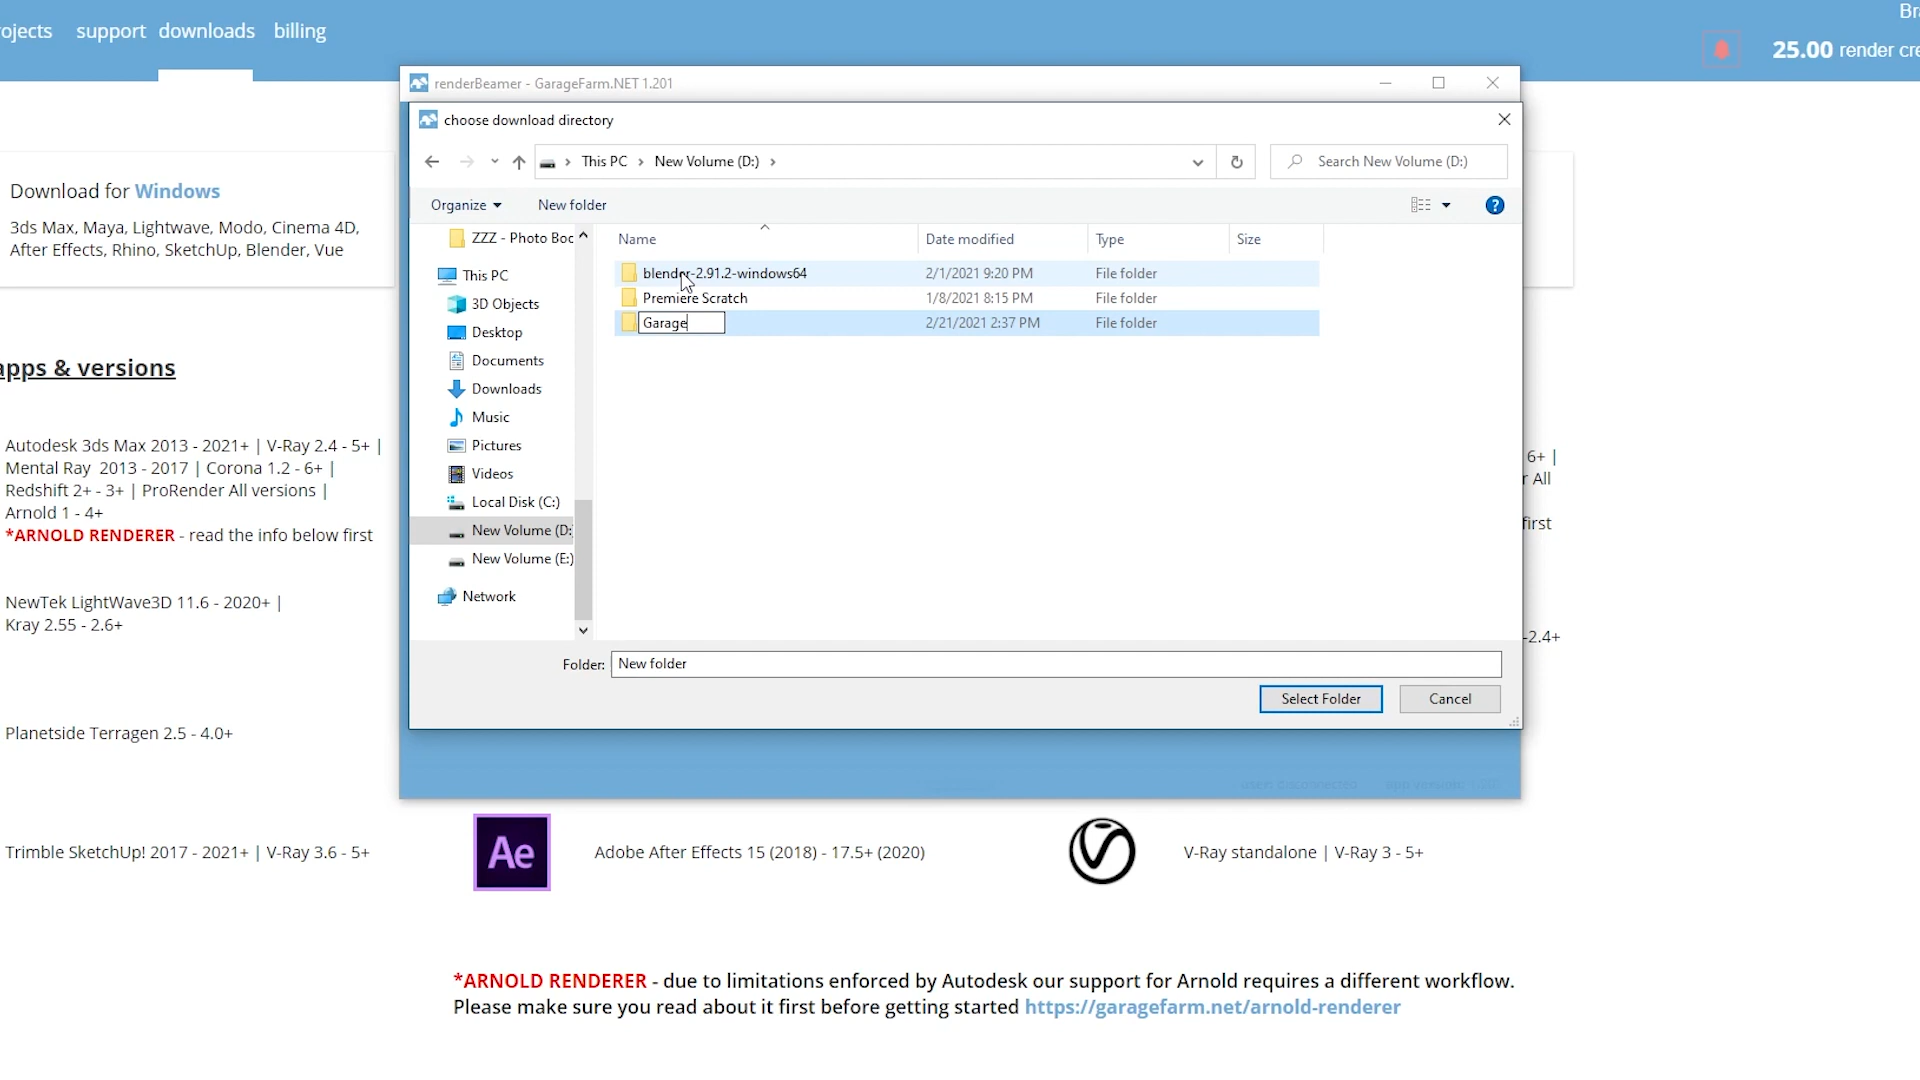 ojects support downloads billing
25.00 render cre
renderBeamer - GarageFarm.NET 1.201
choose download directory
This PC > New Volume (D:) >
Search New Volume (D:)
Organize
New folder
Download for Windows
3ds Max, Maya, Lightwave, Modo, Cinema 4D,
After Effects, Rhino, SketchUp, Blender, Vue
ZZZ - Photo Boc
This PC
3D Objects
Desktop
Documents
Downloads
Music
Pictures
Videos
Local Disk (C:)
New Volume (D:
New Volume (E:)
Network
Name Date modified Type Size
blender-2.91.2-windows64 2/1/2021 9:20 PM File folder
Premiere Scratch 1/8/2021 8:15 PM File folder
Garage 2/21/2021 2:37 PM File folder
Folder: New folder
Select Folder
Cancel
apps & versions
Autodesk 3ds Max 2013 - 2021+ | V-Ray 2.4 - 5+ |
Mental Ray 2013 - 2017 | Corona 1.2 - 6+ |
Redshift 2+ - 3+ | ProRender All versions |
Arnold 1 - 4+
*ARNOLD RENDERER - read the info below first
6+ |
r All
first
NewTek LightWave3D 11.6 - 2020+ |
Kray 2.55 - 2.6+
-2.4+
Planetside Terragen 2.5 - 4.0+
user: disconnected
Trimble SketchUp! 2017 - 2021+ | V-Ray 3.6 - 5+
Ae
Adobe After Effects 15 (2018) - 17.5+ (2020)
V-Ray standalone | V-Ray 3 - 5+
*ARNOLD RENDERER - due to limitations enforced by Autodesk our support for Arnold requires a different workflow.
Please make sure you read about it first before getting started https://garagefarm.net/arnold-renderer